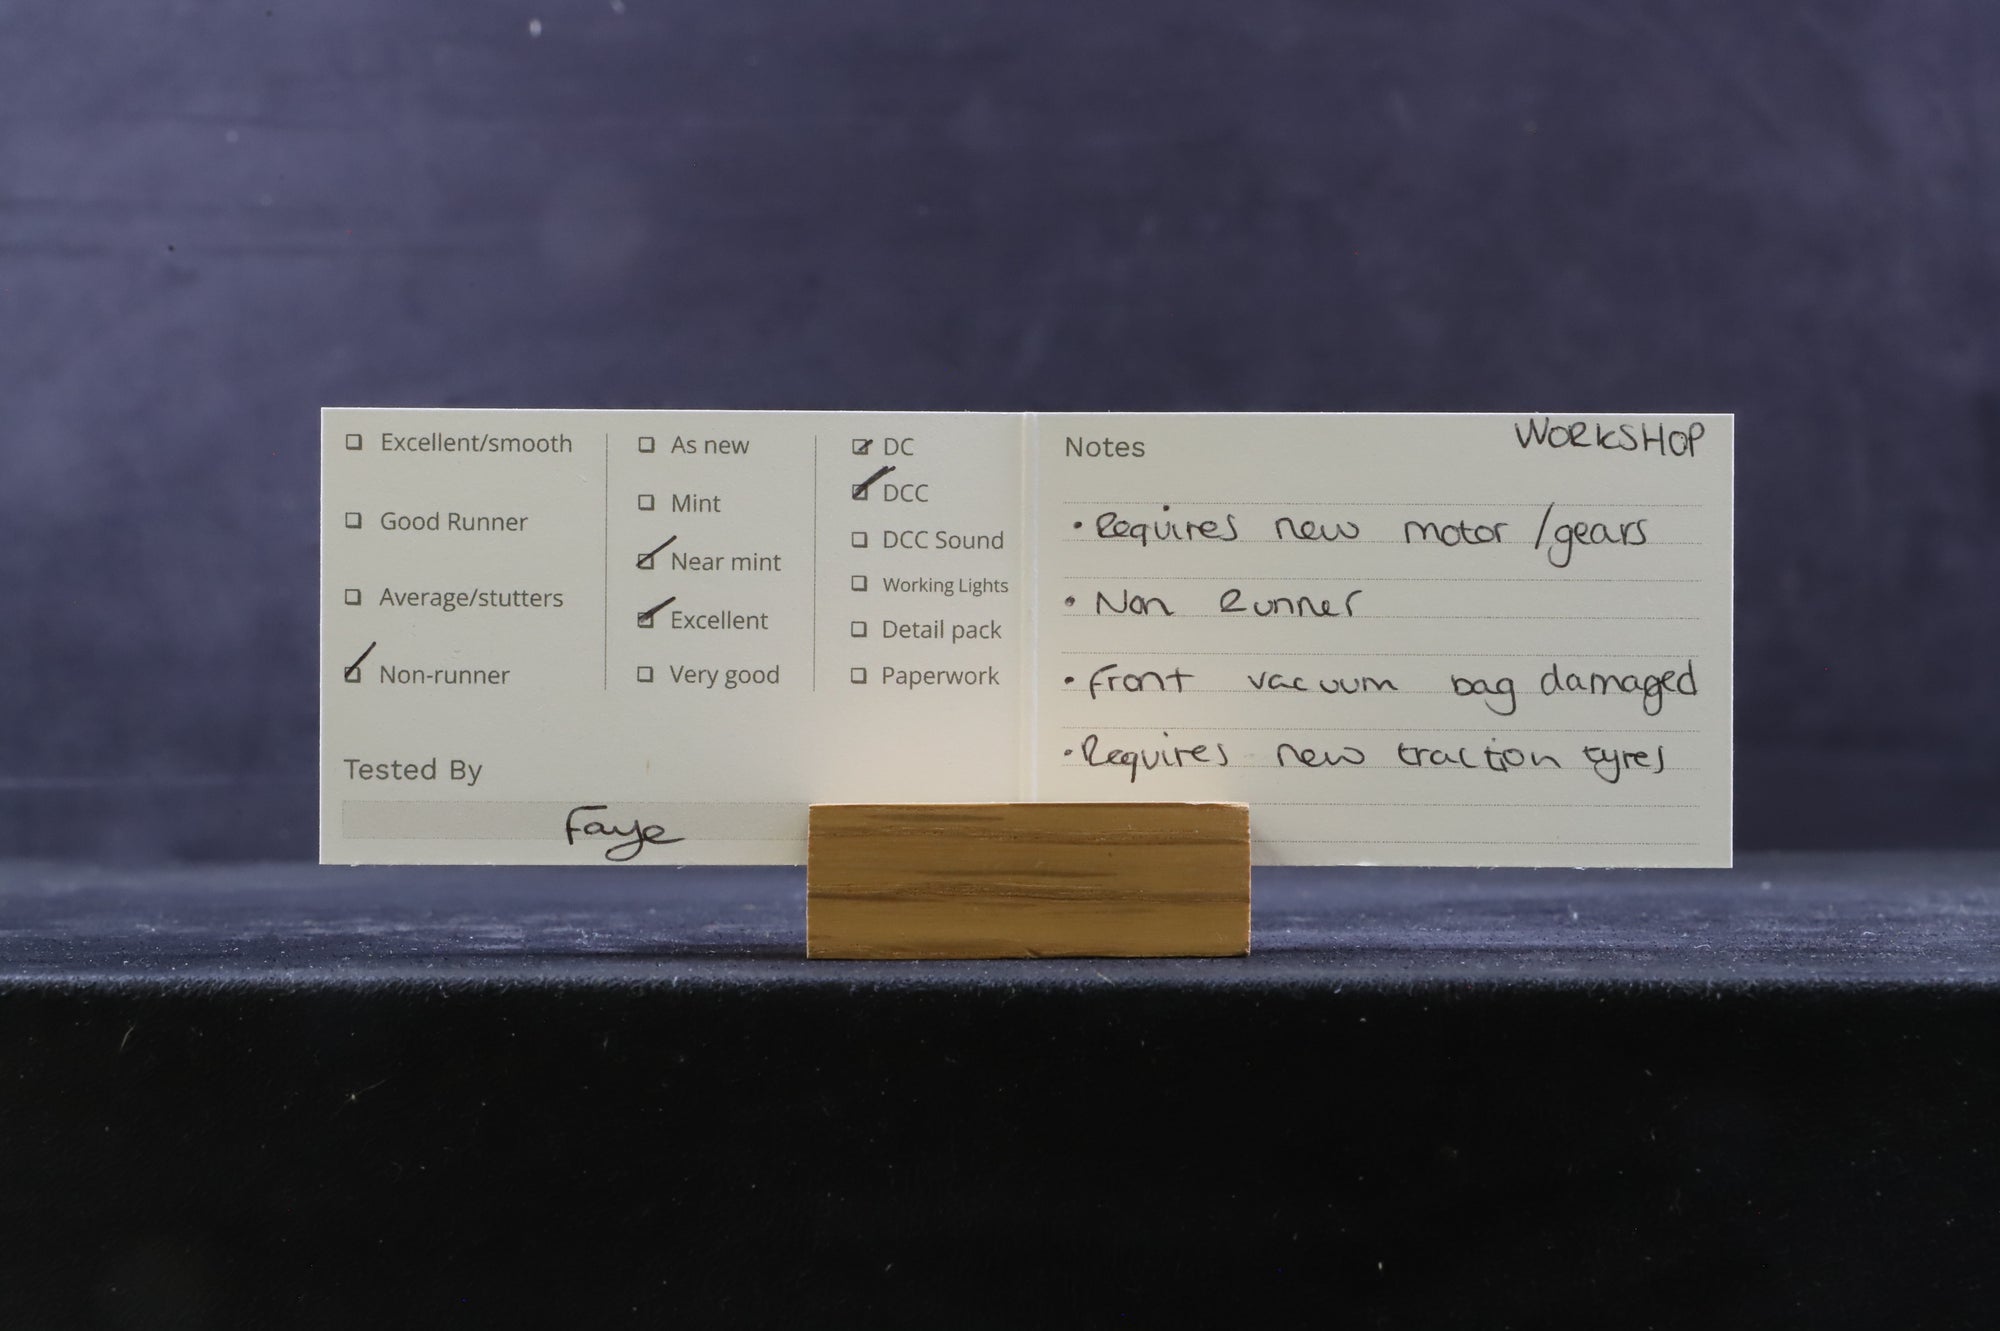 Excellent/smooth
Good Runner
Average/stutters
Non-runner
As new
Mint
Near mint
Excellent
Very good
DC
DCC
DCC Sound
Working Lights
Detail pack
Paperwork
Tested By
Faye
Notes
WORKSHOP
• Requires new motor/gears
• Non Runner
• Front vacuum bag damaged
• Requires new traction tyres